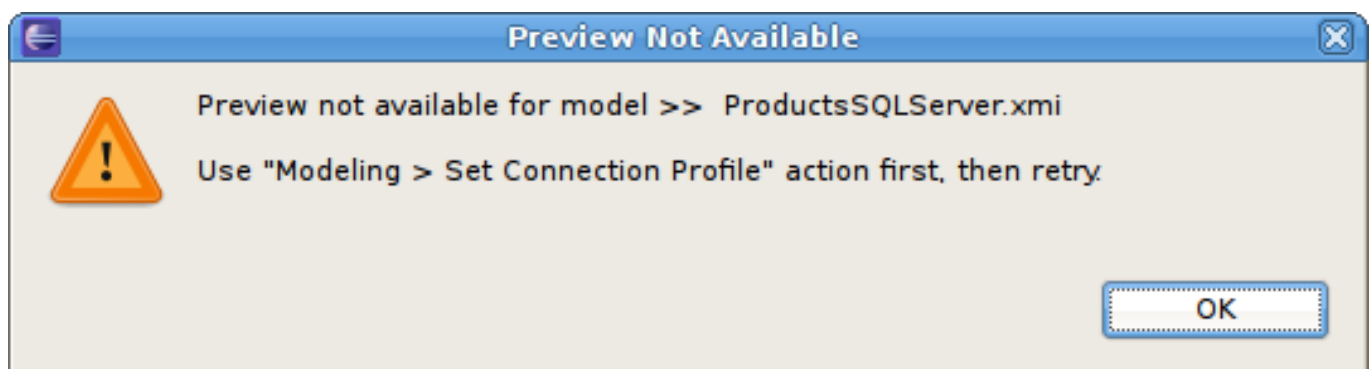 Preview Not Available
Preview not available for model >> ProductsSQLServer.xmi
Use "Modeling > Set Connection Profile" action first, then retry.
OK